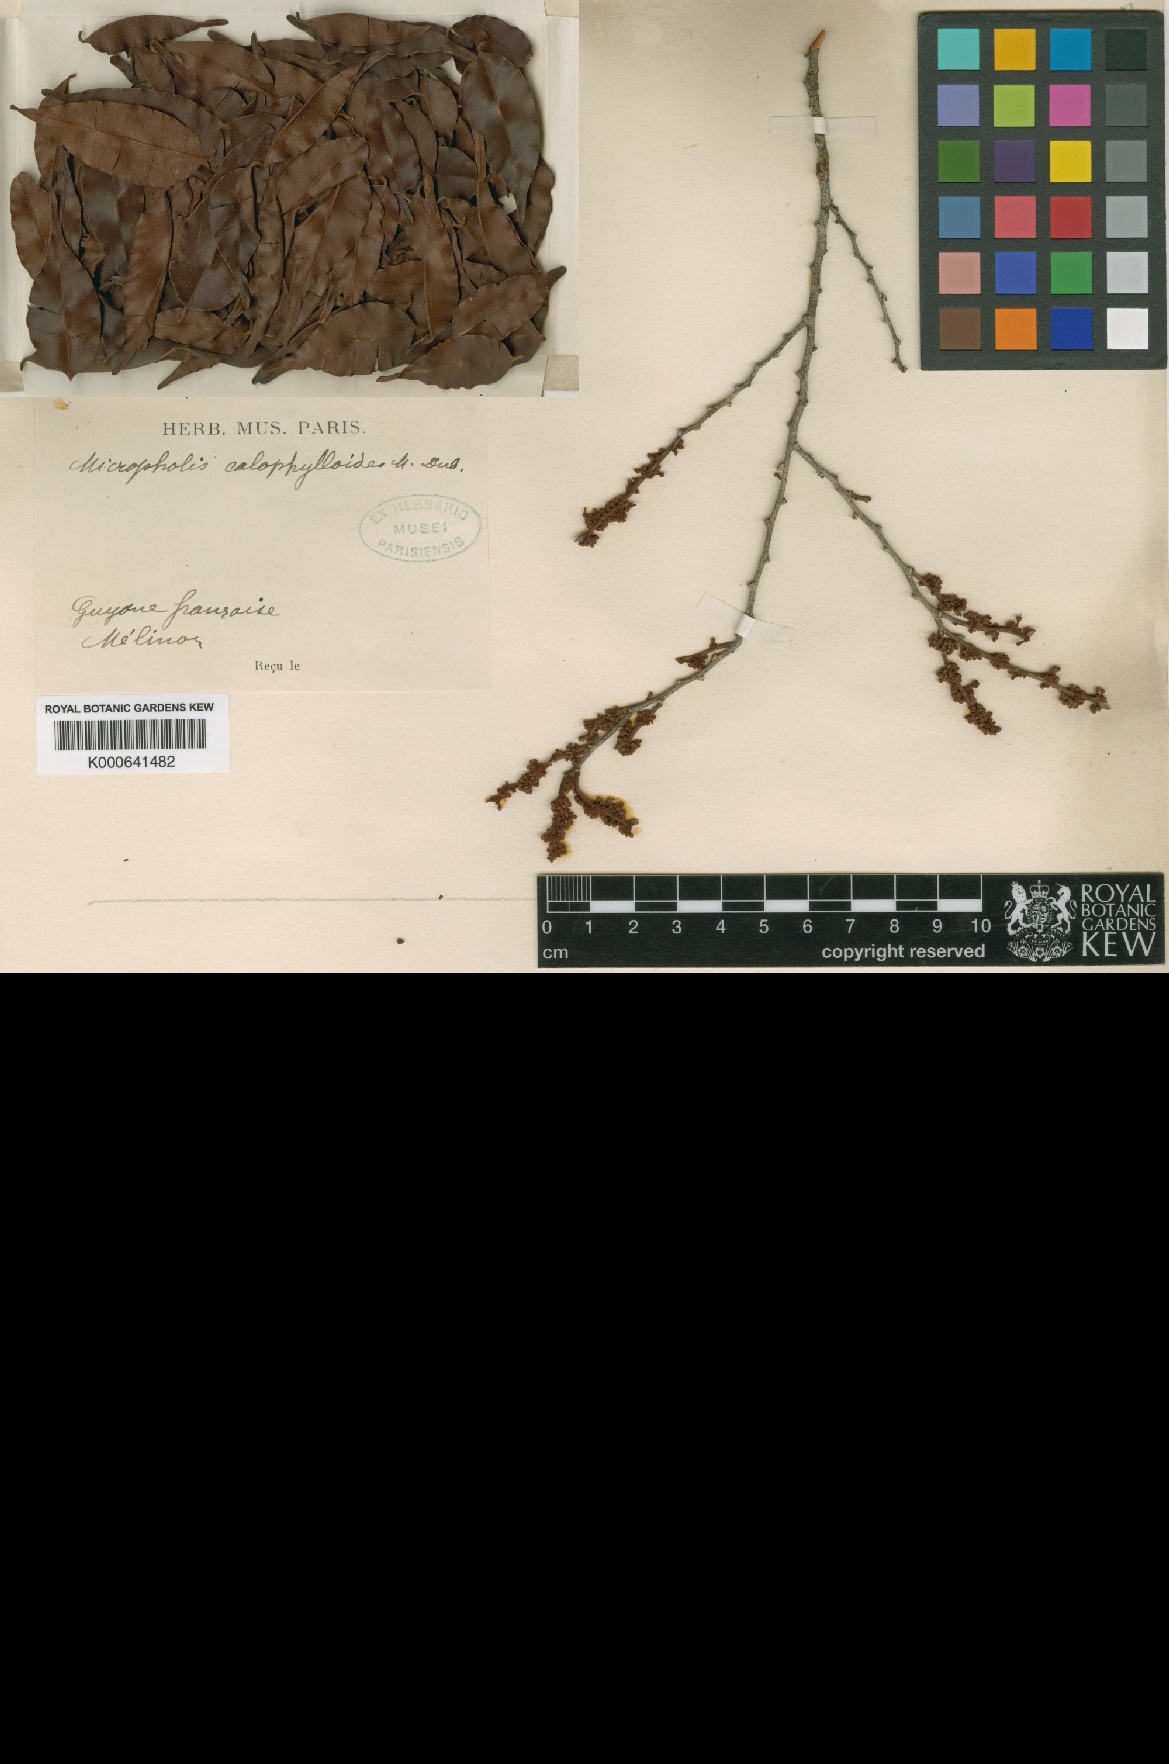 HERB. MUS. PARIS.
Micropholis calophylloides M. Dub.
EX HERBARIO
MUSEI
PARISIENSIS
Guyane française
Mélinon
Reçu le
ROYAL BOTANIC GARDENS KEW
K000641482
0 1 2 3 4 5 6 7 8 9 10
cm
copyright reserved
ROYAL
BOTANIC
GARDENS
KEW